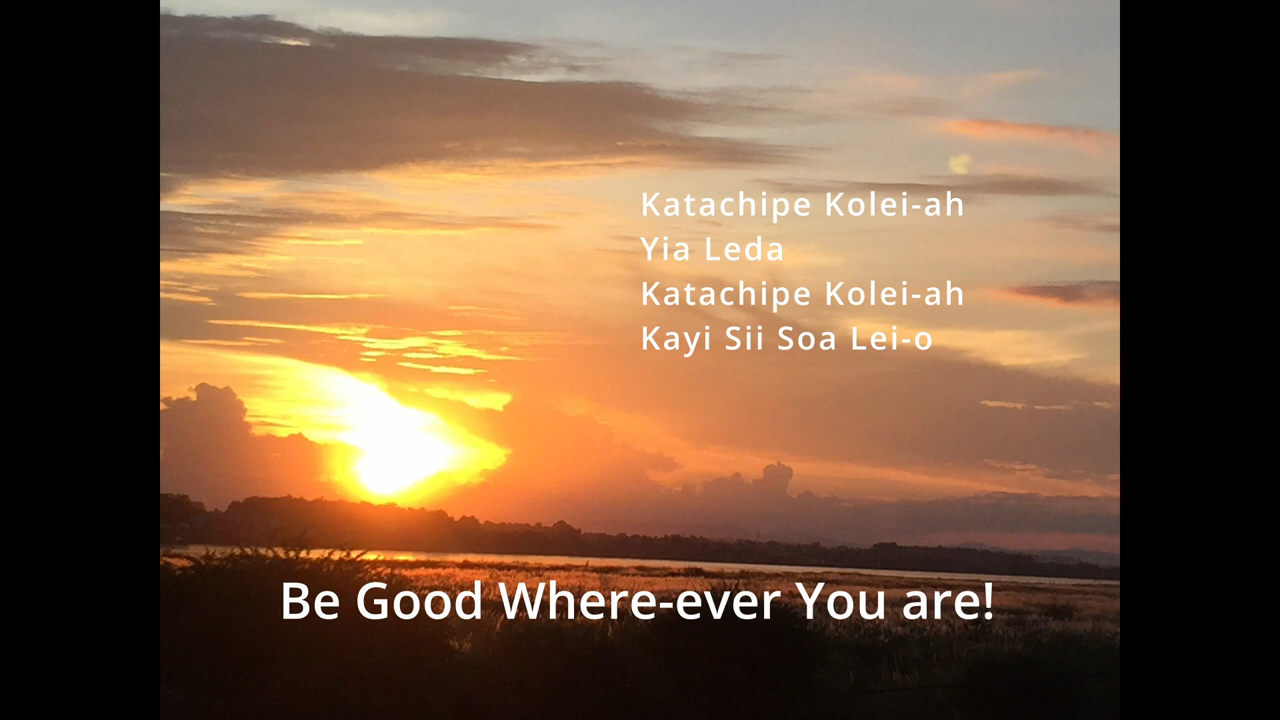 Katachipe Kolei-ah
Yia Leda
Katachipe Kolei-ah
Kayi Sii Soa Lei-o
Be Good Where-ever You are!